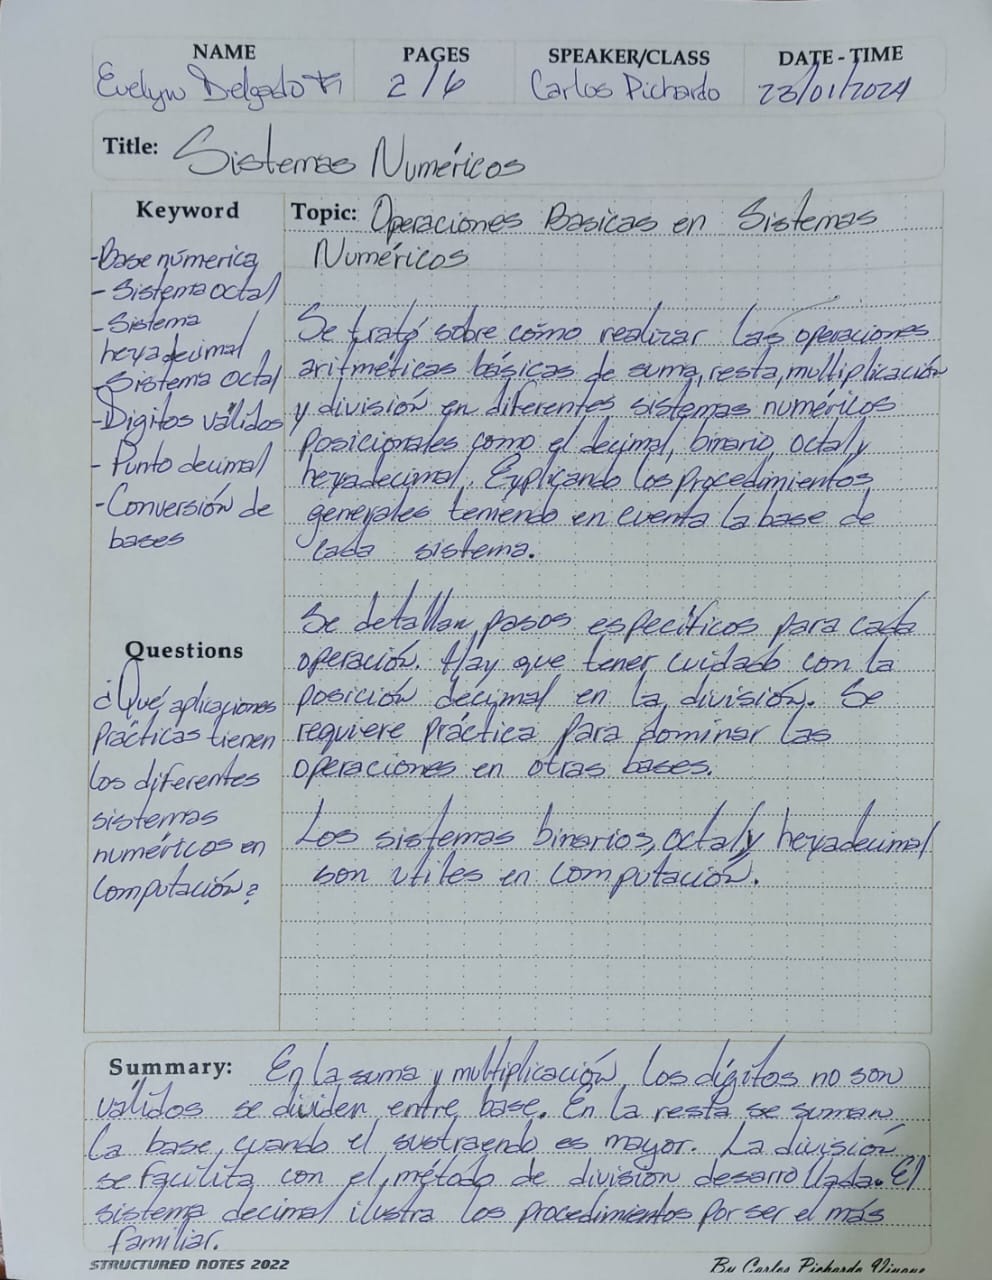 NAME PAGES SPEAKER/CLASS DATE-TIME
Evelyn Delgado 2/6 Carlos Pichardo 23/01/2024
Title: Sistemas Numéricos
Keyword
-Base númerica
- Sistema octal
-Sistema
hexadecimal
-Sistema octal
-Digitos válidos
- Punto decimal
-Conversión de
bases
Questions
¿Qué aplicaciones
prácticas tienen
los diferentes
sistemas
numéricos en
computación?
Topic: Operaciones Basicas en Sistemas
Numéricos
Se trató sobre cómo realizar las operaciones
aritméticas básicas de suma, resta, multiplicación
y división en diferentes sistemas numéricos
posicionales como el decimal, binario, octal y
hexadecimal. Explicando los procedimientos
generales teniendo en cuenta la base de
cada sistema.
Se detallan pasos específicos para cada
operación. Hay que tener cuidado con la
posición decimal en la división. Se
requiere práctica para dominar las
operaciones en otras bases.
Los sistemas binarios, octal y hexadecimal
son utiles en computación.
Summary: En la suma y multiplicación, los dígitos no son
válidos se dividen entre base. En la resta se suman
la base, cuando el sustraendo es mayor. La división
se facilita con el método de división desarrollada. El
sistema decimal ilustra los procedimientos por ser el más
familiar.
STRUCTURED NOTES 2022 By Carlos Pichardo